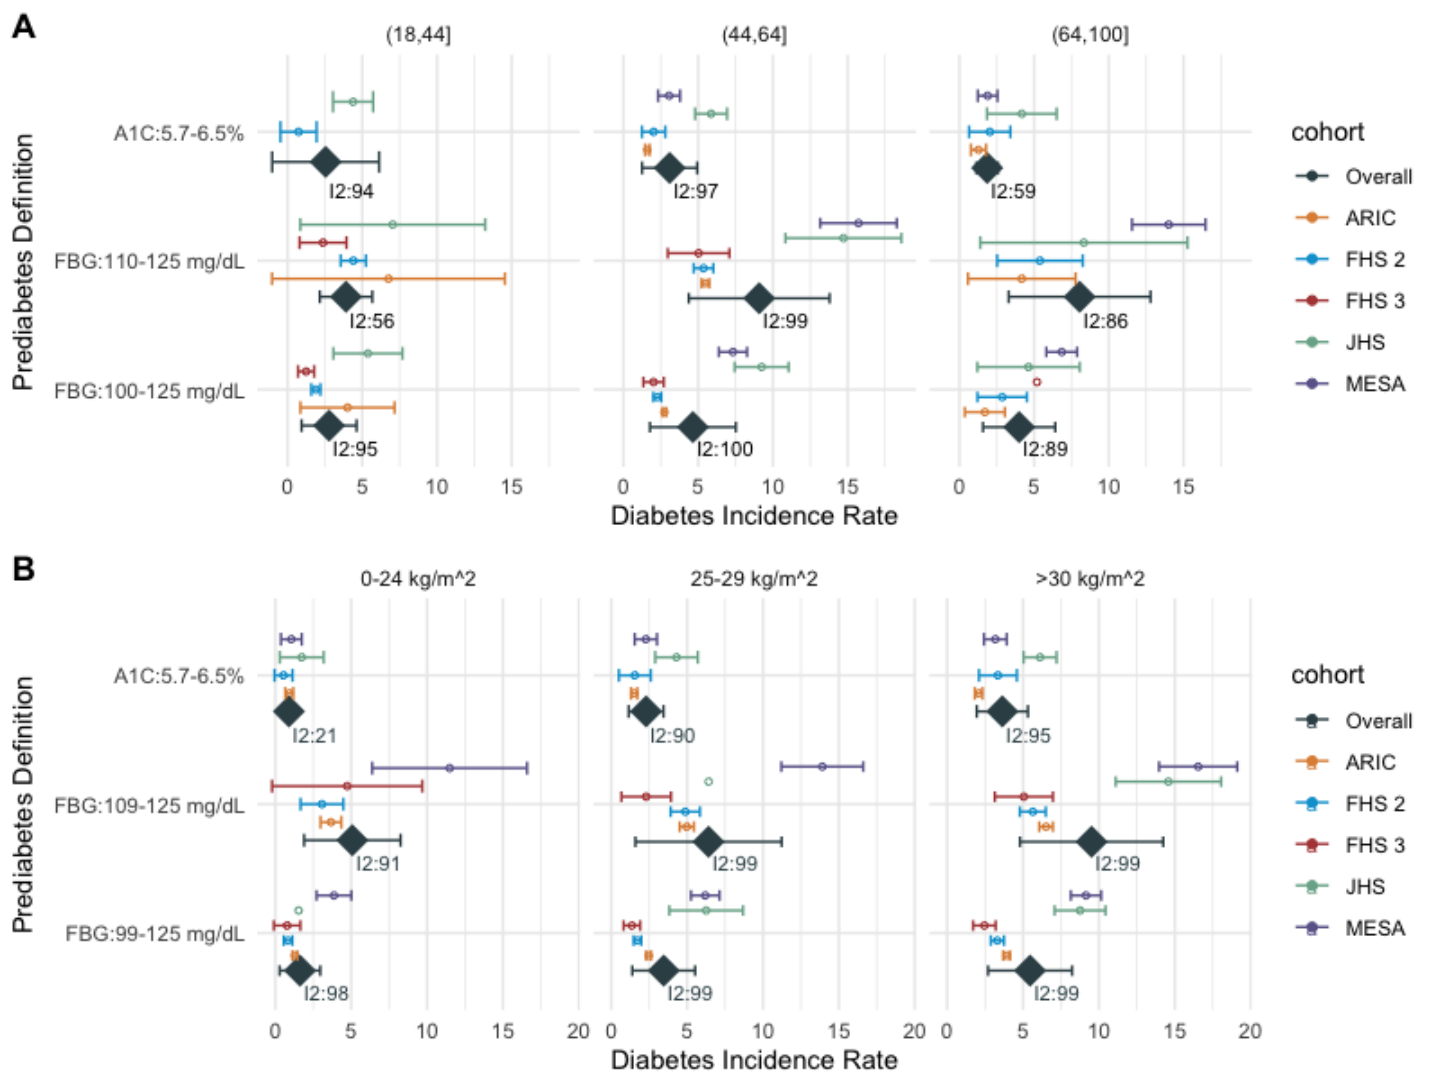 A
(18,44]
(44,64]
(64,100]
Prediabetes Definition
A1C:5.7-6.5%
FBG:110-125 mg/dL
FBG:100-125 mg/dL
I2:94
I2:97
I2:59
I2:56
I2:99
I2:86
I2:95
I2:100
I2:89
0 5 10 15
0 5 10 15
0 5 10 15
Diabetes Incidence Rate
cohort
Overall
ARIC
FHS 2
FHS 3
JHS
MESA
B
0-24 kg/m^2
25-29 kg/m^2
>30 kg/m^2
Prediabetes Definition
A1C:5.7-6.5%
FBG:109-125 mg/dL
FBG:99-125 mg/dL
I2:21
I2:90
I2:95
I2:91
I2:99
I2:99
I2:98
I2:99
I2:99
0 5 10 15 20
0 5 10 15 20
0 5 10 15 20
Diabetes Incidence Rate
cohort
Overall
ARIC
FHS 2
FHS 3
JHS
MESA